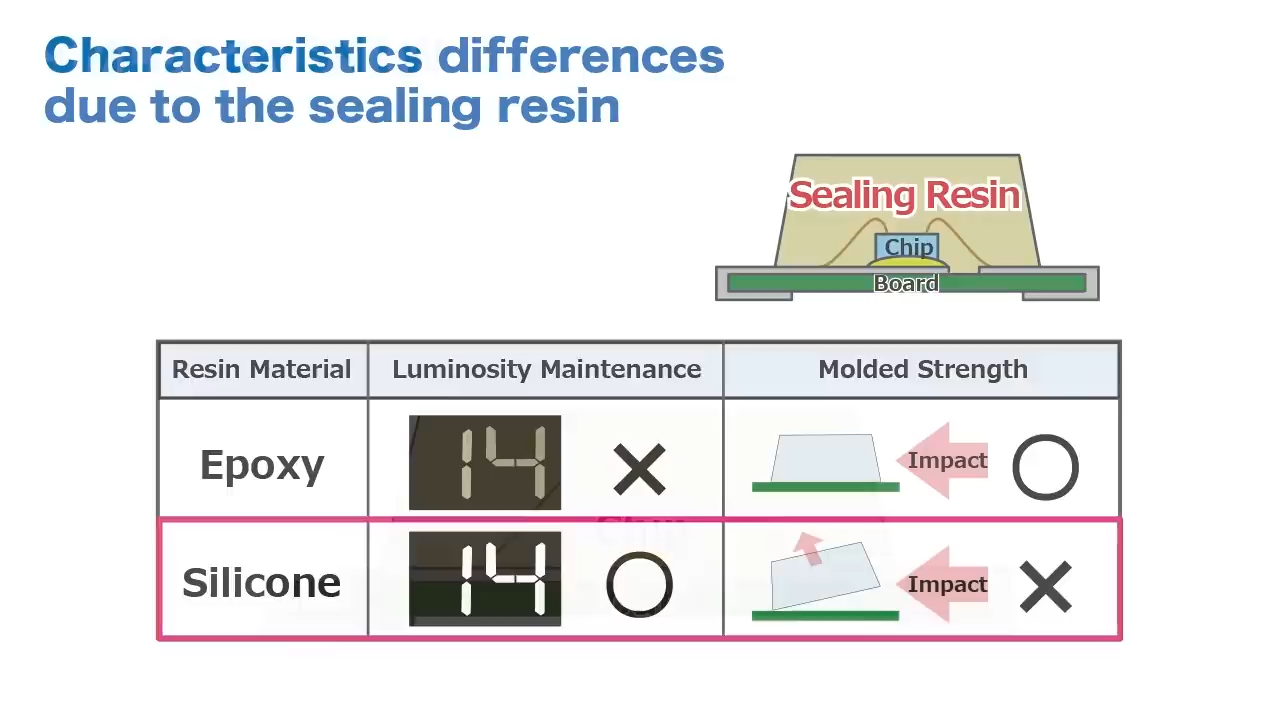 Characteristics differences
due to the sealing resin
Sealing Resin
Chip
Board
Resin Material Luminosity Maintenance Molded Strength
Epoxy 14 Impact
Silicone 14 Impact